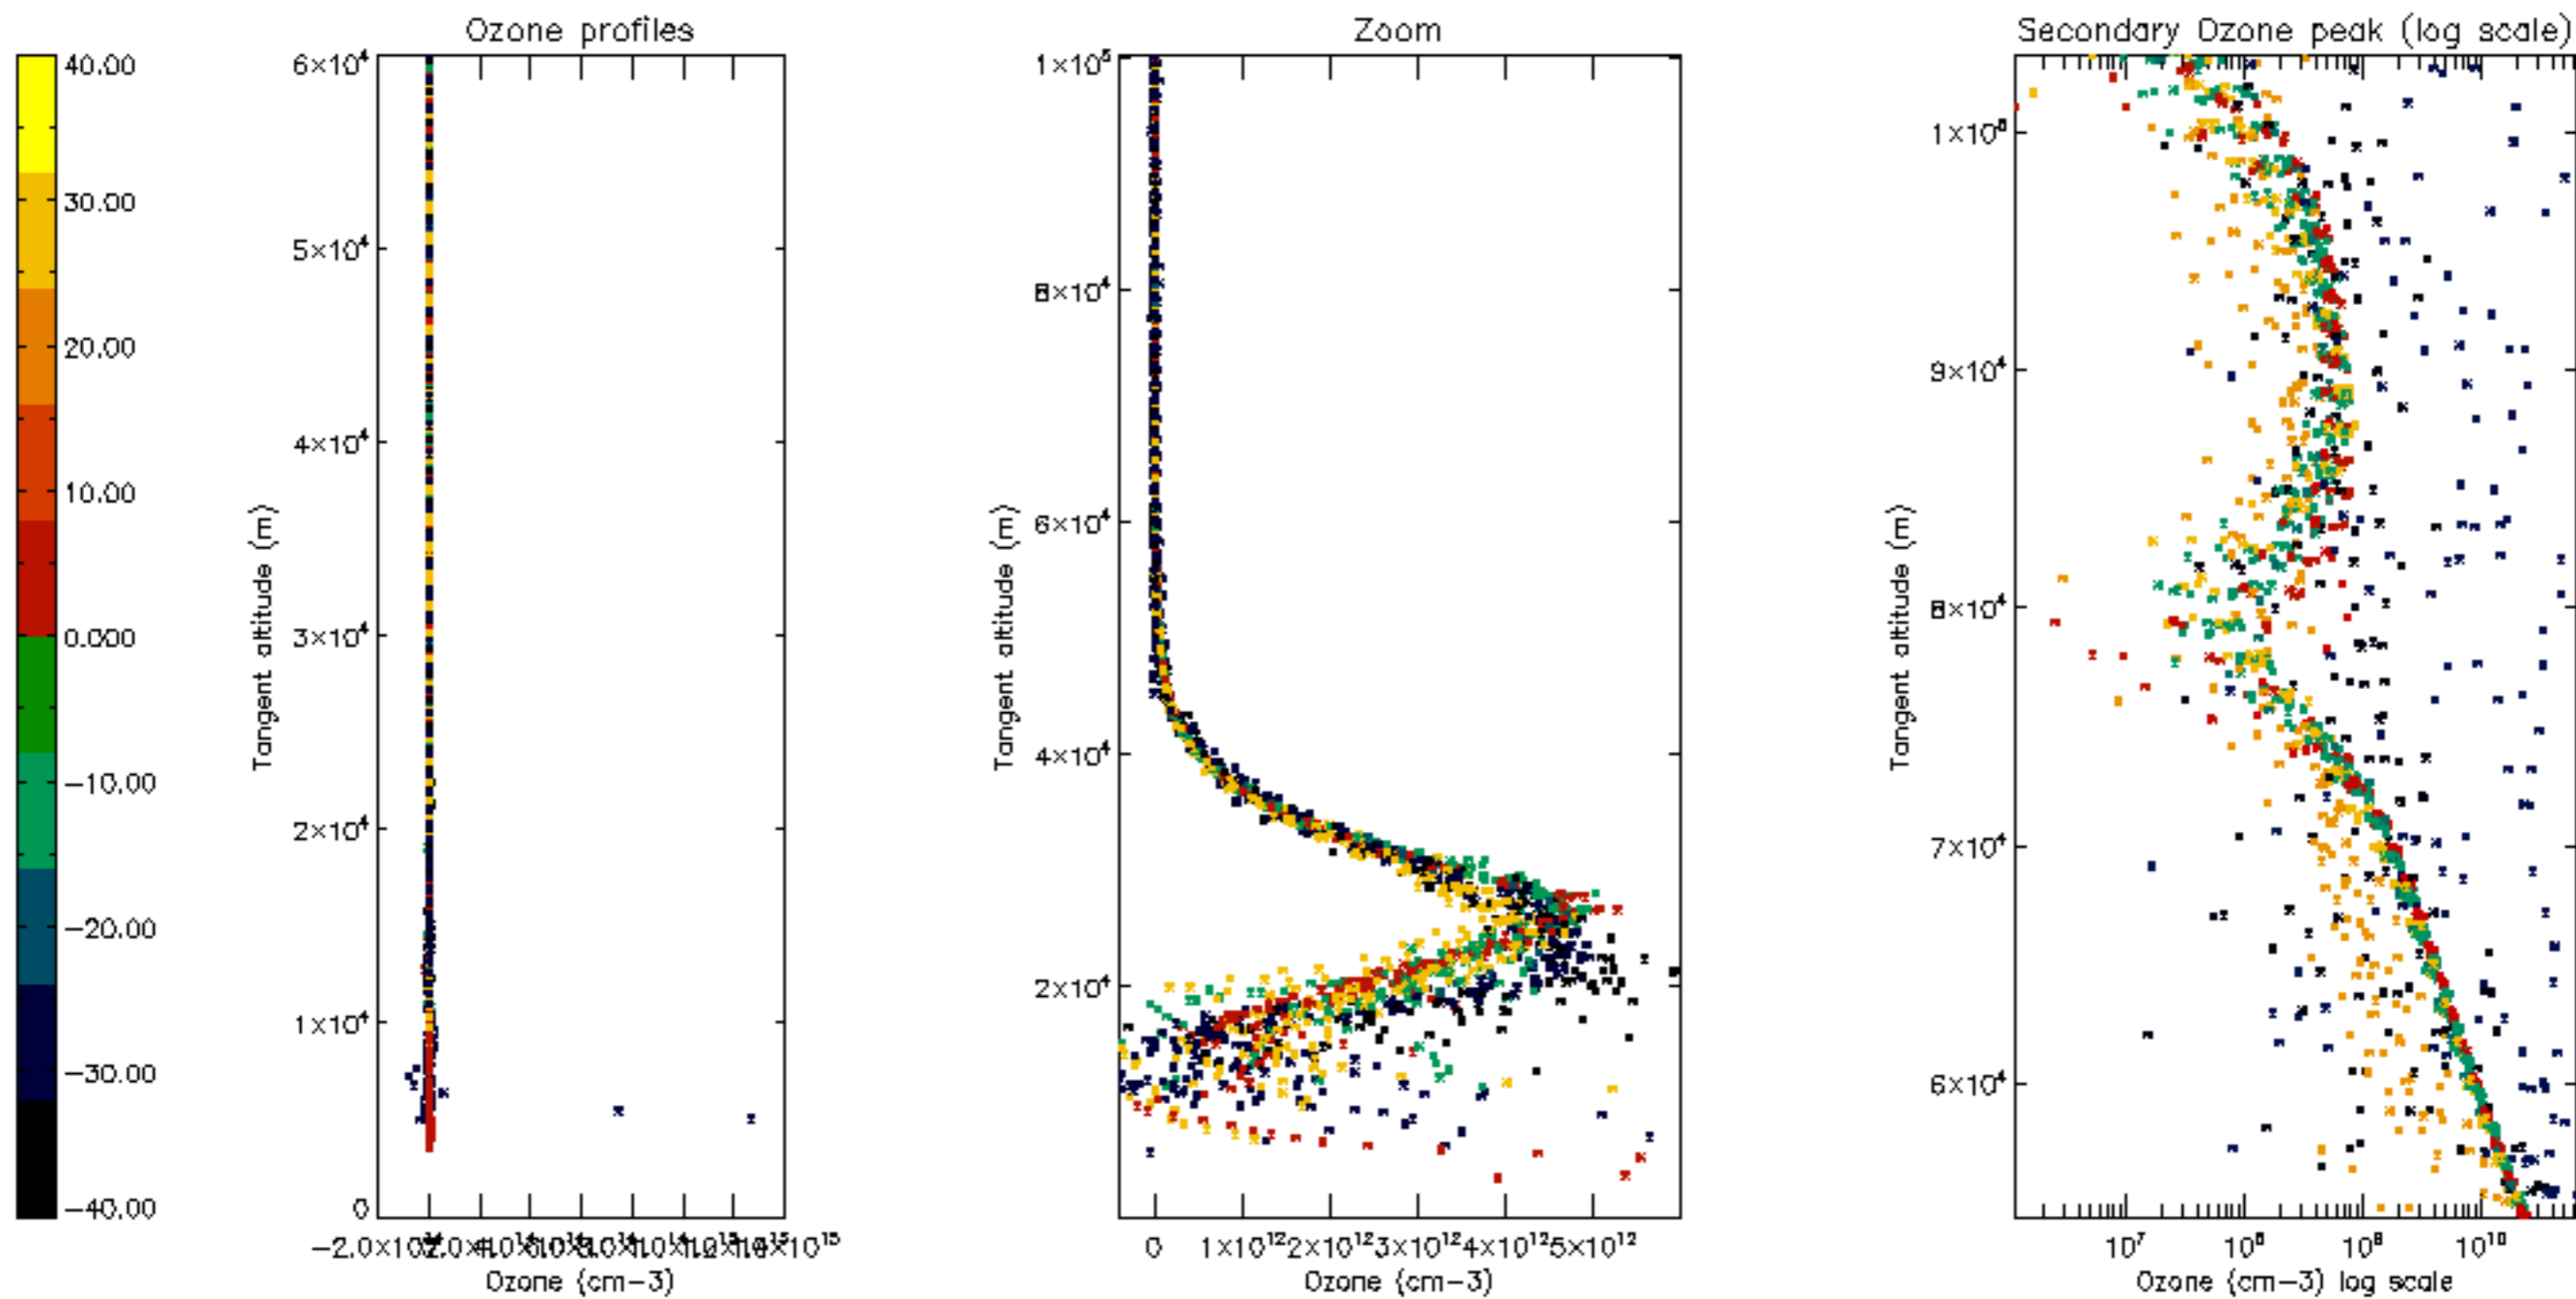 Ozone profiles
Zoom
Secondary Ozone peak (log scale)
40.00
30.00
20.00
10.00
0.00
−10.00
−20.00
−30.00
−40.00
6×10⁴
5×10⁴
4×10⁴
3×10⁴
2×10⁴
1×10⁴
0
Tangent altitude (m)
Ozone (cm−3)
1×10⁵
8×10⁴
6×10⁴
4×10⁴
2×10⁴
Tangent altitude (m)
0 1×10¹² 2×10¹² 3×10¹² 4×10¹² 5×10¹²
Ozone (cm−3)
9×10⁴
8×10⁴
7×10⁴
6×10⁴
Tangent altitude (m)
10⁷ 10⁸ 10⁹ 10¹⁰
Ozone (cm−3) log scale